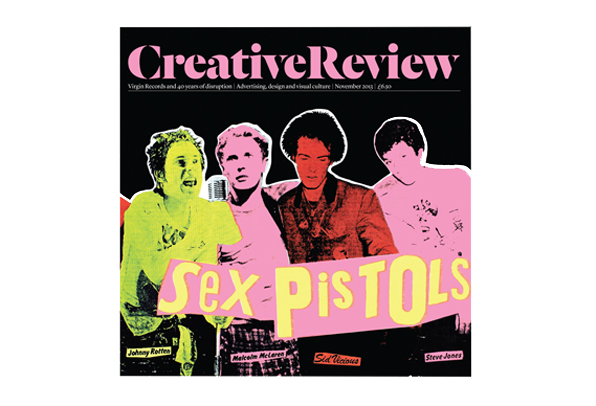 CreativeReview
Virgin Records and 40 years of disruption | Advertising, design and visual culture | November 2013 | £6.30
Sex PisTOLs
Johnny Rotten
Malcolm McLaren
Sid Vicious
Steve Jones